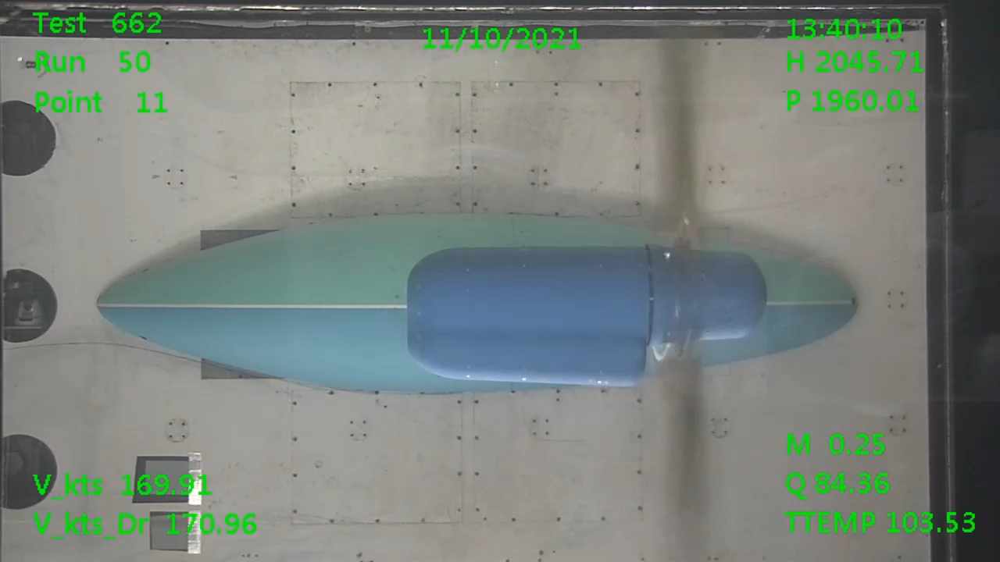 Test 662
11/10/2021
13:40:10
Run 50
H 2045.71
Point 11
P 1960.01
M 0.25
V_kts 169.91
Q 84.36
V_kts_Dr 170.96
TTEMP 103.53